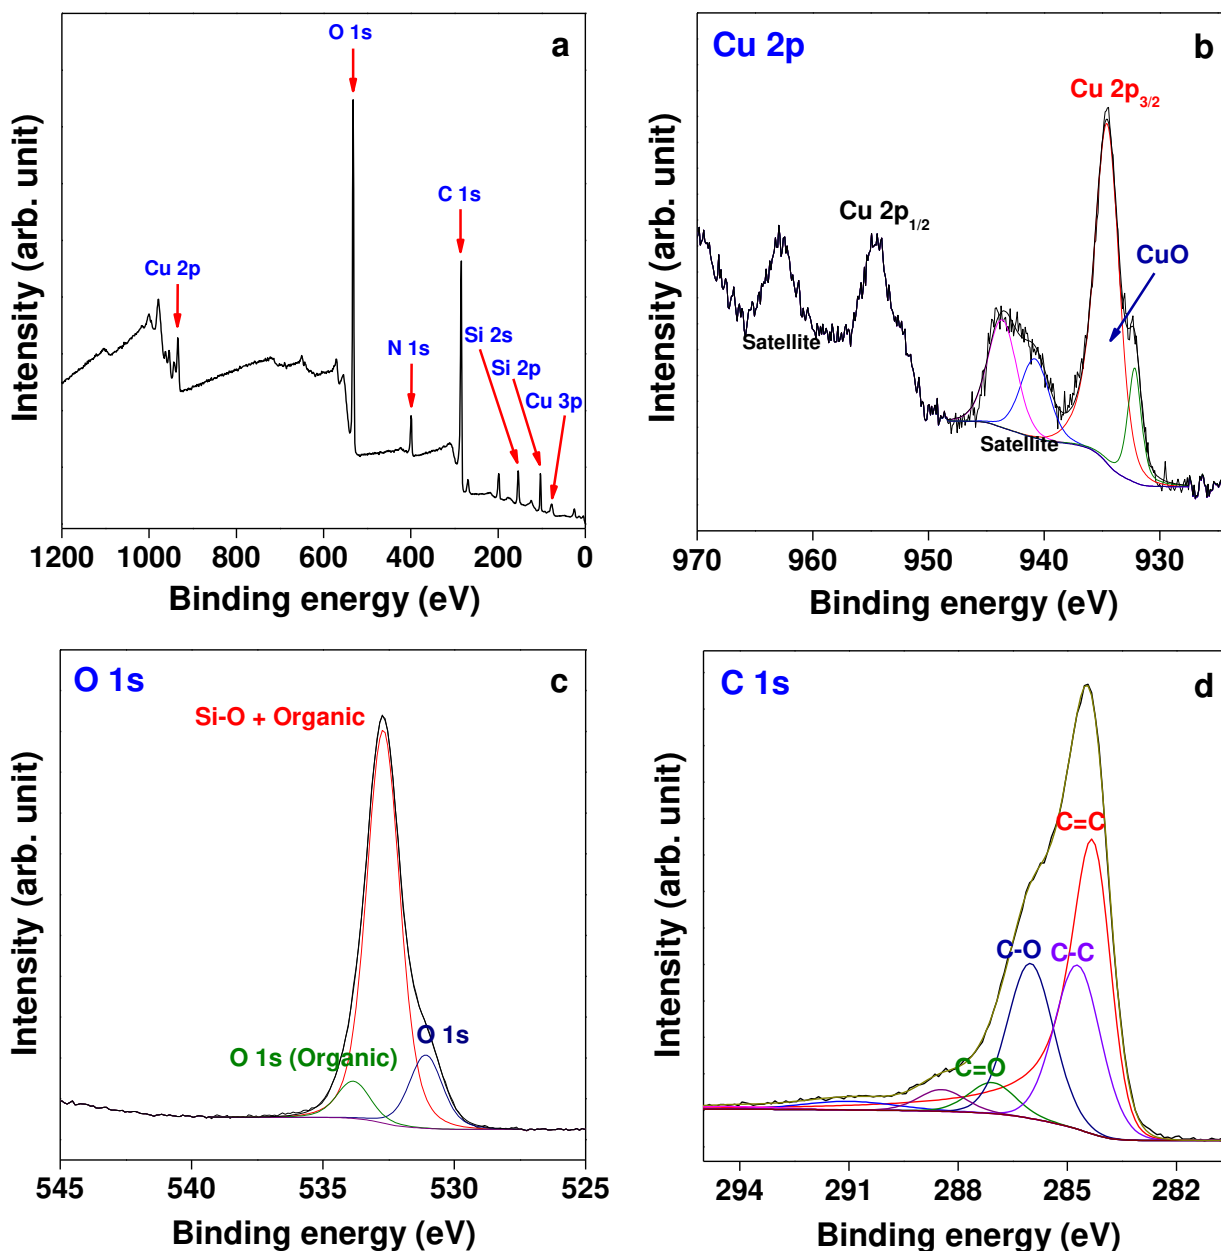 a
O 1s
C 1s
Cu 2p
N 1s
Si 2s
Si 2p
Cu 3p
Intensity (arb. unit)
1200 1000 800 600 400 200 0
Binding energy (eV)
Cu 2p
b
Cu 2p3/2
Cu 2p1/2
CuO
Satellite
Satellite
Intensity (arb. unit)
970 960 950 940 930
Binding energy (eV)
O 1s
c
Si-O + Organic
O 1s
O 1s (Organic)
Intensity (arb. unit)
545 540 535 530 525
Binding energy (eV)
C 1s
d
C=C
C-O
C-C
C=O
Intensity (arb. unit)
294 291 288 285 282
Binding energy (eV)